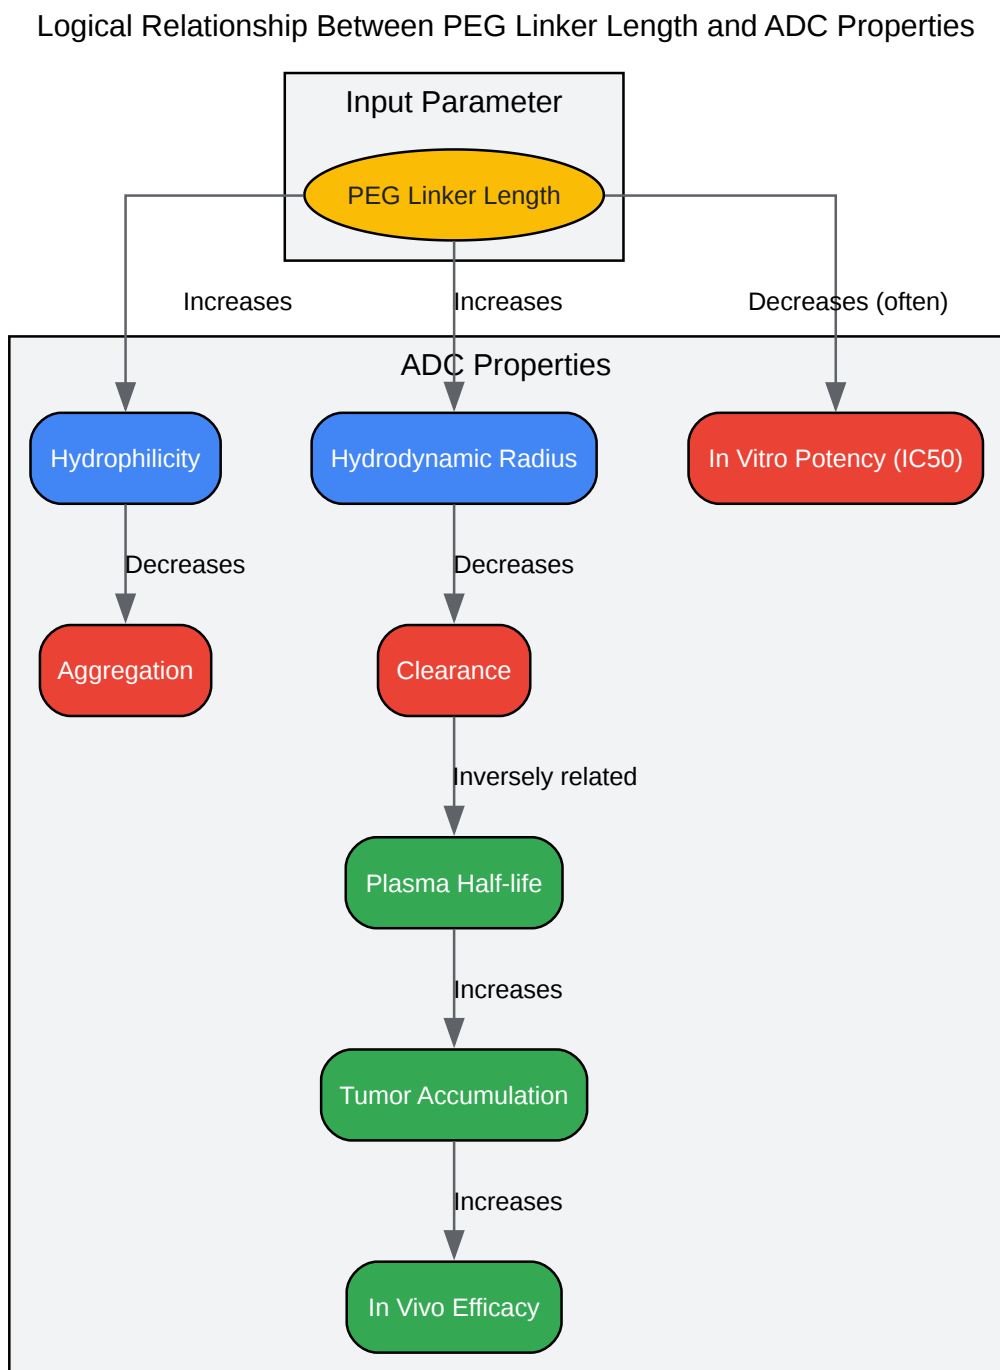 Logical Relationship Between PEG Linker Length and ADC Properties
Input Parameter
PEG Linker Length
Increases
Increases
Decreases (often)
ADC Properties
Hydrophilicity
Hydrodynamic Radius
In Vitro Potency (IC50)
Decreases
Decreases
Aggregation
Clearance
Inversely related
Plasma Half-life
Increases
Tumor Accumulation
Increases
In Vivo Efficacy